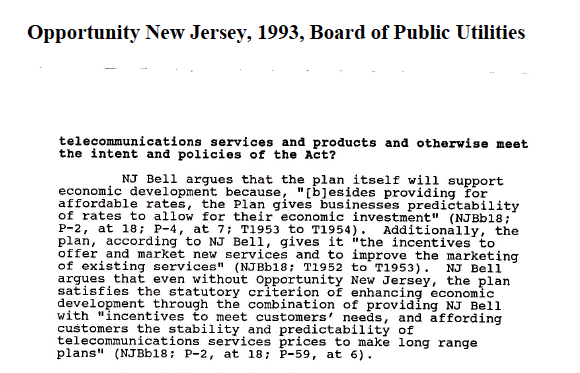 Opportunity New Jersey, 1993, Board of Public Utilities
telecommunications services and products and otherwise meet
the intent and policies of the Act?
NJ Bell argues that the plan itself will support
economic development because, "[b]esides providing for
affordable rates, the Plan gives businesses predictability
of rates to allow for their economic investment" (NJBb18;
P-2, at 18; P-4, at 7; T1953 to T1954).  Additionally, the
plan, according to NJ Bell, gives it "the incentives to
offer and market new services and to improve the marketing
of existing services" (NJBb18; T1952 to T1953).  NJ Bell
argues that even without Opportunity New Jersey, the plan
satisfies the statutory criterion of enhancing economic
development through the combination of providing NJ Bell
with "incentives to meet customers' needs, and affording
customers the stability and predictability of
telecommunications services prices to make long range
plans" (NJBb18; P-2, at 18; P-59, at 6).